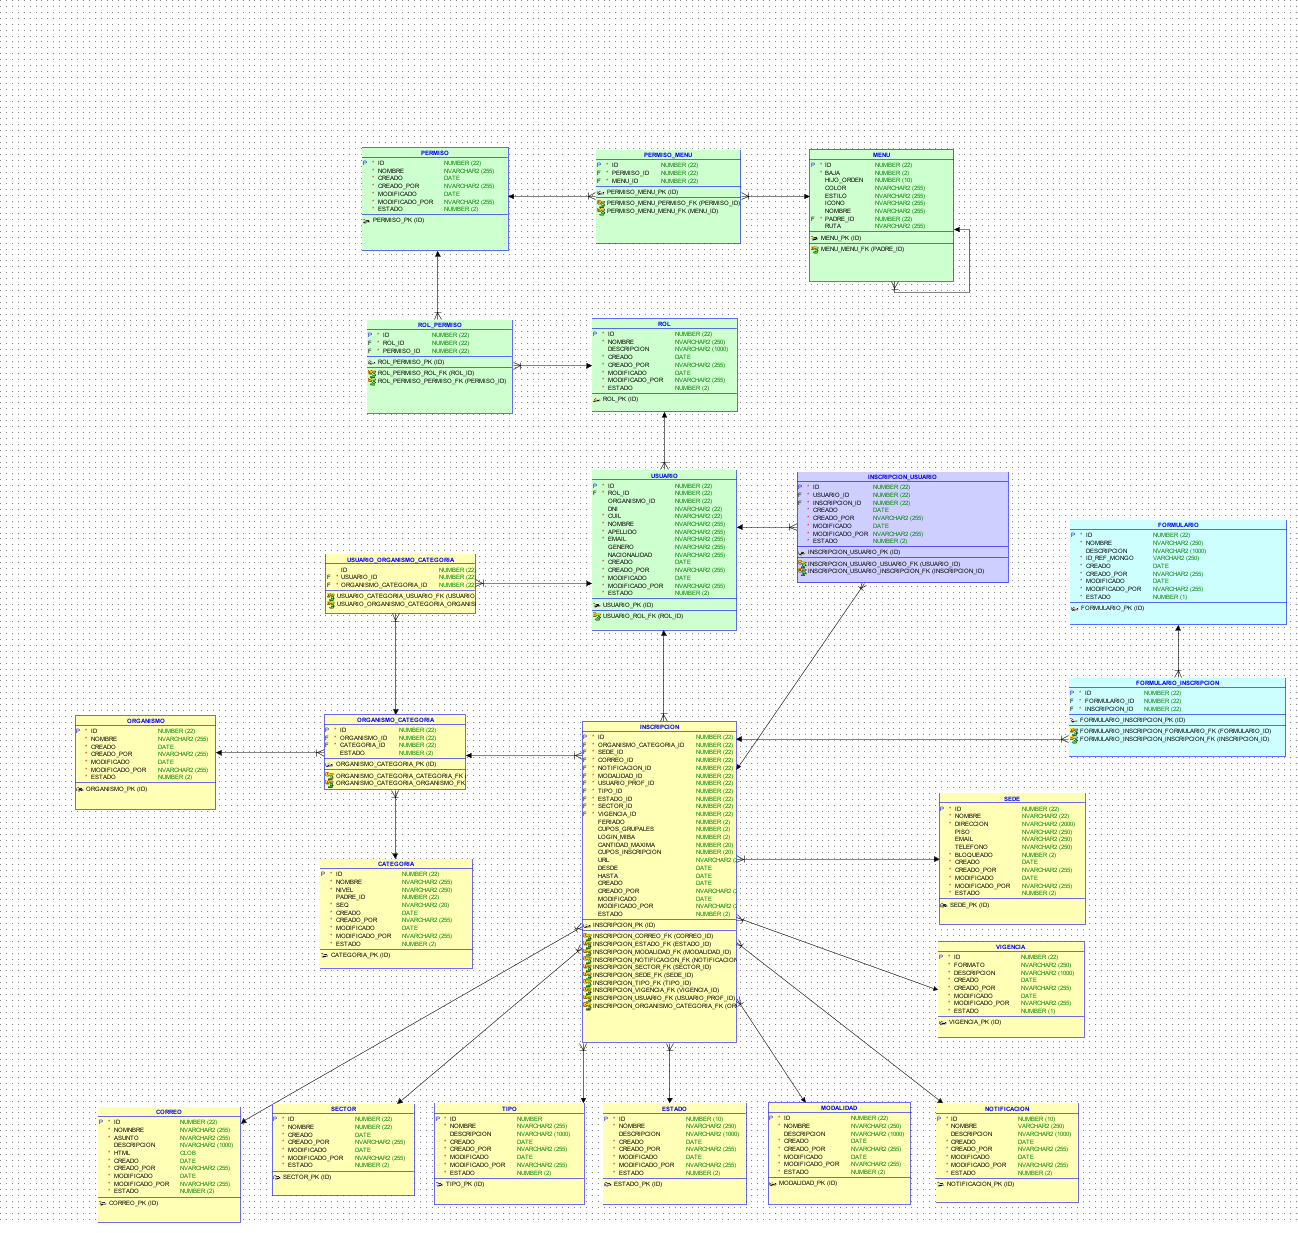 PERMISO
P * ID NUMBER (22)
* NOMBRE NVARCHAR2 (255)
* CREADO DATE
* CREADO_POR NVARCHAR2 (255)
* MODIFICADO DATE
* MODIFICADO_POR NVARCHAR2 (255)
* ESTADO NUMBER (2)
PERMISO_PK (ID)
PERMISO_MENU
P * ID NUMBER (22)
F * PERMISO_ID NUMBER (22)
F * MENU_ID NUMBER (22)
PERMISO_MENU_PK (ID)
PERMISO_MENU_PERMISO_FK (PERMISO_ID)
PERMISO_MENU_MENU_FK (MENU_ID)
MENU
P * ID NUMBER (22)
* BAJA NUMBER (2)
HIJO_ORDEN NUMBER (10)
COLOR NVARCHAR2 (255)
ESTILO NVARCHAR2 (255)
ICONO NVARCHAR2 (255)
NOMBRE NVARCHAR2 (255)
F * PADRE_ID NUMBER (22)
RUTA NVARCHAR2 (255)
MENU_PK (ID)
MENU_MENU_FK (PADRE_ID)
ROL_PERMISO
P * ID NUMBER (22)
F * ROL_ID NUMBER (22)
F * PERMISO_ID NUMBER (22)
ROL_PERMISO_PK (ID)
ROL_PERMISO_ROL_FK (ROL_ID)
ROL_PERMISO_PERMISO_FK (PERMISO_ID)
ROL
P * ID NUMBER (22)
* NOMBRE NVARCHAR2 (250)
DESCRIPCION NVARCHAR2 (1000)
* CREADO DATE
* CREADO_POR NVARCHAR2 (255)
* MODIFICADO DATE
* MODIFICADO_POR NVARCHAR2 (255)
* ESTADO NUMBER (2)
ROL_PK (ID)
USUARIO
P * ID NUMBER (22)
F * ROL_ID NUMBER (22)
ORGANISMO_ID NUMBER (22)
DNI NVARCHAR2 (22)
* CUIL NVARCHAR2 (22)
* NOMBRE NVARCHAR2 (255)
* APELLIDO NVARCHAR2 (255)
* EMAIL NVARCHAR2 (255)
GENERO NVARCHAR2 (255)
NACIONALIDAD NVARCHAR2 (255)
* CREADO DATE
* CREADO_POR NVARCHAR2 (255)
* MODIFICADO DATE
* MODIFICADO_POR NVARCHAR2 (255)
* ESTADO NUMBER (2)
USUARIO_PK (ID)
USUARIO_ROL_FK (ROL_ID)
INSCRIPCION_USUARIO
P * ID NUMBER (22)
F * USUARIO_ID NUMBER (22)
F * INSCRIPCION_ID NUMBER (22)
* CREADO DATE
* CREADO_POR NVARCHAR2 (255)
* MODIFICADO DATE
* MODIFICADO_POR NVARCHAR2 (255)
* ESTADO NUMBER (2)
INSCRIPCION_USUARIO_PK (ID)
INSCRIPCION_USUARIO_USUARIO_FK (USUARIO_ID)
INSCRIPCION_USUARIO_INSCRIPCION_FK (INSCRIPCION_ID)
FORMULARIO
P * ID NUMBER (22)
* NOMBRE NVARCHAR2 (250)
DESCRIPCION NVARCHAR2 (1000)
* ID_REF_MONGO VARCHAR2 (250)
* CREADO DATE
* CREADO_POR NVARCHAR2 (255)
* MODIFICADO DATE
* MODIFICADO_POR NVARCHAR2 (255)
* ESTADO NUMBER (1)
FORMULARIO_PK (ID)
USUARIO_ORGANISMO_CATEGORIA
ID NUMBER (22
F * USUARIO_ID NUMBER (22
F * ORGANISMO_CATEGORIA_ID NUMBER (22
USUARIO_CATEGORIA_USUARIO_FK (USUARIO
USUARIO_ORGANISMO_CATEGORIA_ORGANIS
FORMULARIO_INSCRIPCION
P * ID NUMBER (22)
F * FORMULARIO_ID NUMBER (22)
F * INSCRIPCION_ID NUMBER (22)
FORMULARIO_INSCRIPCION_PK (ID)
FORMULARIO_INSCRIPCION_FORMULARIO_FK (FORMULARIO_ID)
FORMULARIO_INSCRIPCION_INSCRIPCION_FK (INSCRIPCION_ID)
ORGANISMO
P * ID NUMBER (22)
* NOMBRE NVARCHAR2 (255)
* CREADO DATE
* CREADO_POR NVARCHAR2 (255)
* MODIFICADO DATE
* MODIFICADO_POR NVARCHAR2 (255)
* ESTADO NUMBER (2)
ORGANISMO_PK (ID)
ORGANISMO_CATEGORIA
P * ID NUMBER (22)
F * ORGANISMO_ID NUMBER (22)
F * CATEGORIA_ID NUMBER (22)
ESTADO NUMBER (2)
ORGANISMO_CATEGORIA_PK (ID)
ORGANISMO_CATEGORIA_CATEGORIA_FK
ORGANISMO_CATEGORIA_ORGANISMO_FK
INSCRIPCION
P * ID NUMBER (22)
F * ORGANISMO_CATEGORIA_ID NUMBER (22)
F * SEDE_ID NUMBER (22)
F * CORREO_ID NUMBER (22)
F * NOTIFICACION_ID NUMBER (22)
F * MODALIDAD_ID NUMBER (22)
F * USUARIO_PROF_ID NUMBER (22)
F * TIPO_ID NUMBER (22)
F * ESTADO_ID NUMBER (22)
F * SECTOR_ID NUMBER (22)
F * VIGENCIA_ID NUMBER (22)
FERIADO NUMBER (2)
CUPOS_GRUPALES NUMBER (2)
LOGIN_MIBA NUMBER (2)
CANTIDAD_MAXIMA NUMBER (20)
CUPOS_INSCRIPCION NUMBER (20)
URL NVARCHAR2 (2
DESDE DATE
HASTA DATE
CREADO DATE
CREADO_POR NVARCHAR2 (2
MODIFICADO DATE
MODIFICADO_POR NVARCHAR2 (2
ESTADO NUMBER (2)
INSCRIPCION_PK (ID)
INSCRIPCION_CORREO_FK (CORREO_ID)
INSCRIPCION_ESTADO_FK (ESTADO_ID)
INSCRIPCION_MODALIDAD_FK (MODALIDAD_ID)
INSCRIPCION_NOTIFICACION_FK (NOTIFICACION
INSCRIPCION_SECTOR_FK (SECTOR_ID)
INSCRIPCION_SEDE_FK (SEDE_ID)
INSCRIPCION_TIPO_FK (TIPO_ID)
INSCRIPCION_VIGENCIA_FK (VIGENCIA_ID)
INSCRIPCION_USUARIO_FK (USUARIO_PROF_ID)
INSCRIPCION_ORGANISMO_CATEGORIA_FK (OR
SEDE
P * ID NUMBER (22)
* NOMBRE NVARCHAR2 (22)
* DIRECCION NVARCHAR2 (2000)
PISO NVARCHAR2 (250)
EMAIL NVARCHAR2 (250)
TELEFONO NVARCHAR2 (250)
* BLOQUEADO NUMBER (2)
* CREADO DATE
* CREADO_POR NVARCHAR2 (255)
* MODIFICADO DATE
* MODIFICADO_POR NVARCHAR2 (255)
* ESTADO NUMBER (2)
SEDE_PK (ID)
CATEGORIA
P * ID NUMBER (22)
* NOMBRE NVARCHAR2 (255)
* NIVEL NVARCHAR2 (250)
PADRE_ID NUMBER (22)
* SEQ NVARCHAR2 (20)
* CREADO DATE
* CREADO_POR NVARCHAR2 (255)
* MODIFICADO DATE
* MODIFICADO_POR NVARCHAR2 (255)
* ESTADO NUMBER (2)
CATEGORIA_PK (ID)
VIGENCIA
P * ID NUMBER (22)
* FORMATO NVARCHAR2 (250)
* DESCRIPCION NVARCHAR2 (1000)
* CREADO DATE
* CREADO_POR NVARCHAR2 (255)
* MODIFICADO DATE
* MODIFICADO_POR NVARCHAR2 (255)
* ESTADO NUMBER (1)
VIGENCIA_PK (ID)
CORREO
P * ID NUMBER (22)
* NOMNBRE NVARCHAR2 (255)
* ASUNTO NVARCHAR2 (255)
DESCRIPCION NVARCHAR2 (1000)
* HTML CLOB
CREADO DATE
* CREADO_POR NVARCHAR2 (255)
* MODIFICADO DATE
* MODIFICADO_POR NVARCHAR2 (255)
* ESTADO NUMBER (2)
CORREO_PK (ID)
SECTOR
P * ID NUMBER (22)
* NOMBRE NUMBER (22)
* CREADO DATE
* CREADO_POR NVARCHAR2 (255)
* MODIFICADO DATE
* MODIFICADO_POR NVARCHAR2 (255)
* ESTADO NUMBER (2)
SECTOR_PK (ID)
TIPO
P * ID NUMBER
* NOMBRE NVARCHAR2 (255)
DESCRIPCION NVARCHAR2 (1000)
* CREADO DATE
* CREADO_POR NVARCHAR2 (255)
* MODIFICADO DATE
* MODIFICADO_POR NVARCHAR2 (255)
* ESTADO NUMBER (2)
TIPO_PK (ID)
ESTADO
P * ID NUMBER (10)
* NOMBRE NVARCHAR2 (250)
DESCRIPCION NVARCHAR2 (1000)
* CREADO DATE
* CREADO_POR NVARCHAR2 (255)
* MODIFICADO DATE
* MODIFICADO_POR NVARCHAR2 (255)
* ESTADO NUMBER (2)
ESTADO_PK (ID)
MODALIDAD
P * ID NUMBER (22)
* NOMBRE NVARCHAR2 (250)
DESCRIPCION NVARCHAR2 (1000)
* CREADO DATE
* CREADO_POR NVARCHAR2 (255)
* MODIFICADO DATE
* MODIFICADO_POR NVARCHAR2 (255)
* ESTADO NUMBER (2)
MODALIDAD_PK (ID)
NOTIFICACION
P * ID NUMBER (10)
* NOMBRE VARCHAR2 (250)
DESCRIPCION NVARCHAR2 (1000)
* CREADO DATE
* CREADO_POR NVARCHAR2 (255)
* MODIFICADO DATE
* MODIFICADO_POR NVARCHAR2 (255)
* ESTADO NUMBER (2)
NOTIFICACION_PK (ID)